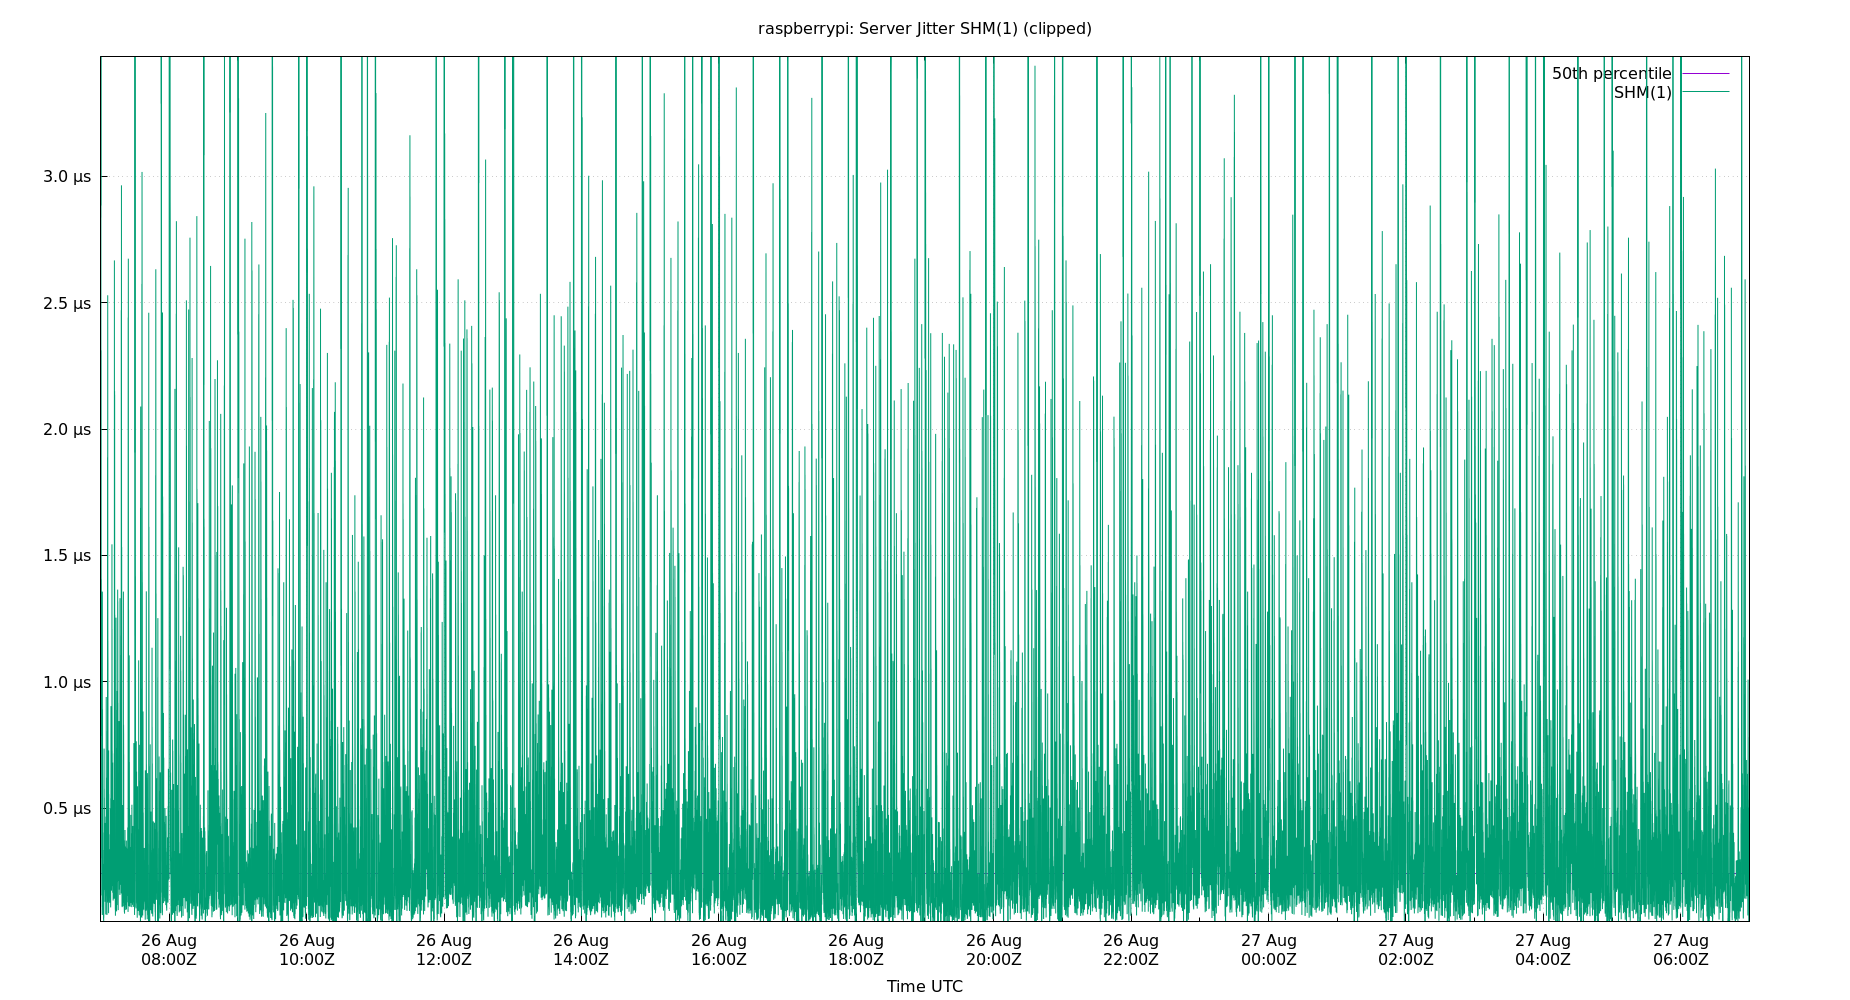 raspberrypi: Server Jitter SHM(1) (clipped)
50th percentile
SHM(1)
3.0 μs
2.5 μs
2.0 μs
1.5 μs
1.0 μs
0.5 μs
26 Aug 26 Aug 26 Aug 26 Aug 26 Aug 26 Aug 26 Aug 26 Aug 27 Aug 27 Aug 27 Aug 27 Aug
08:00Z 10:00Z 12:00Z 14:00Z 16:00Z 18:00Z 20:00Z 22:00Z 00:00Z 02:00Z 04:00Z 06:00Z
Time UTC